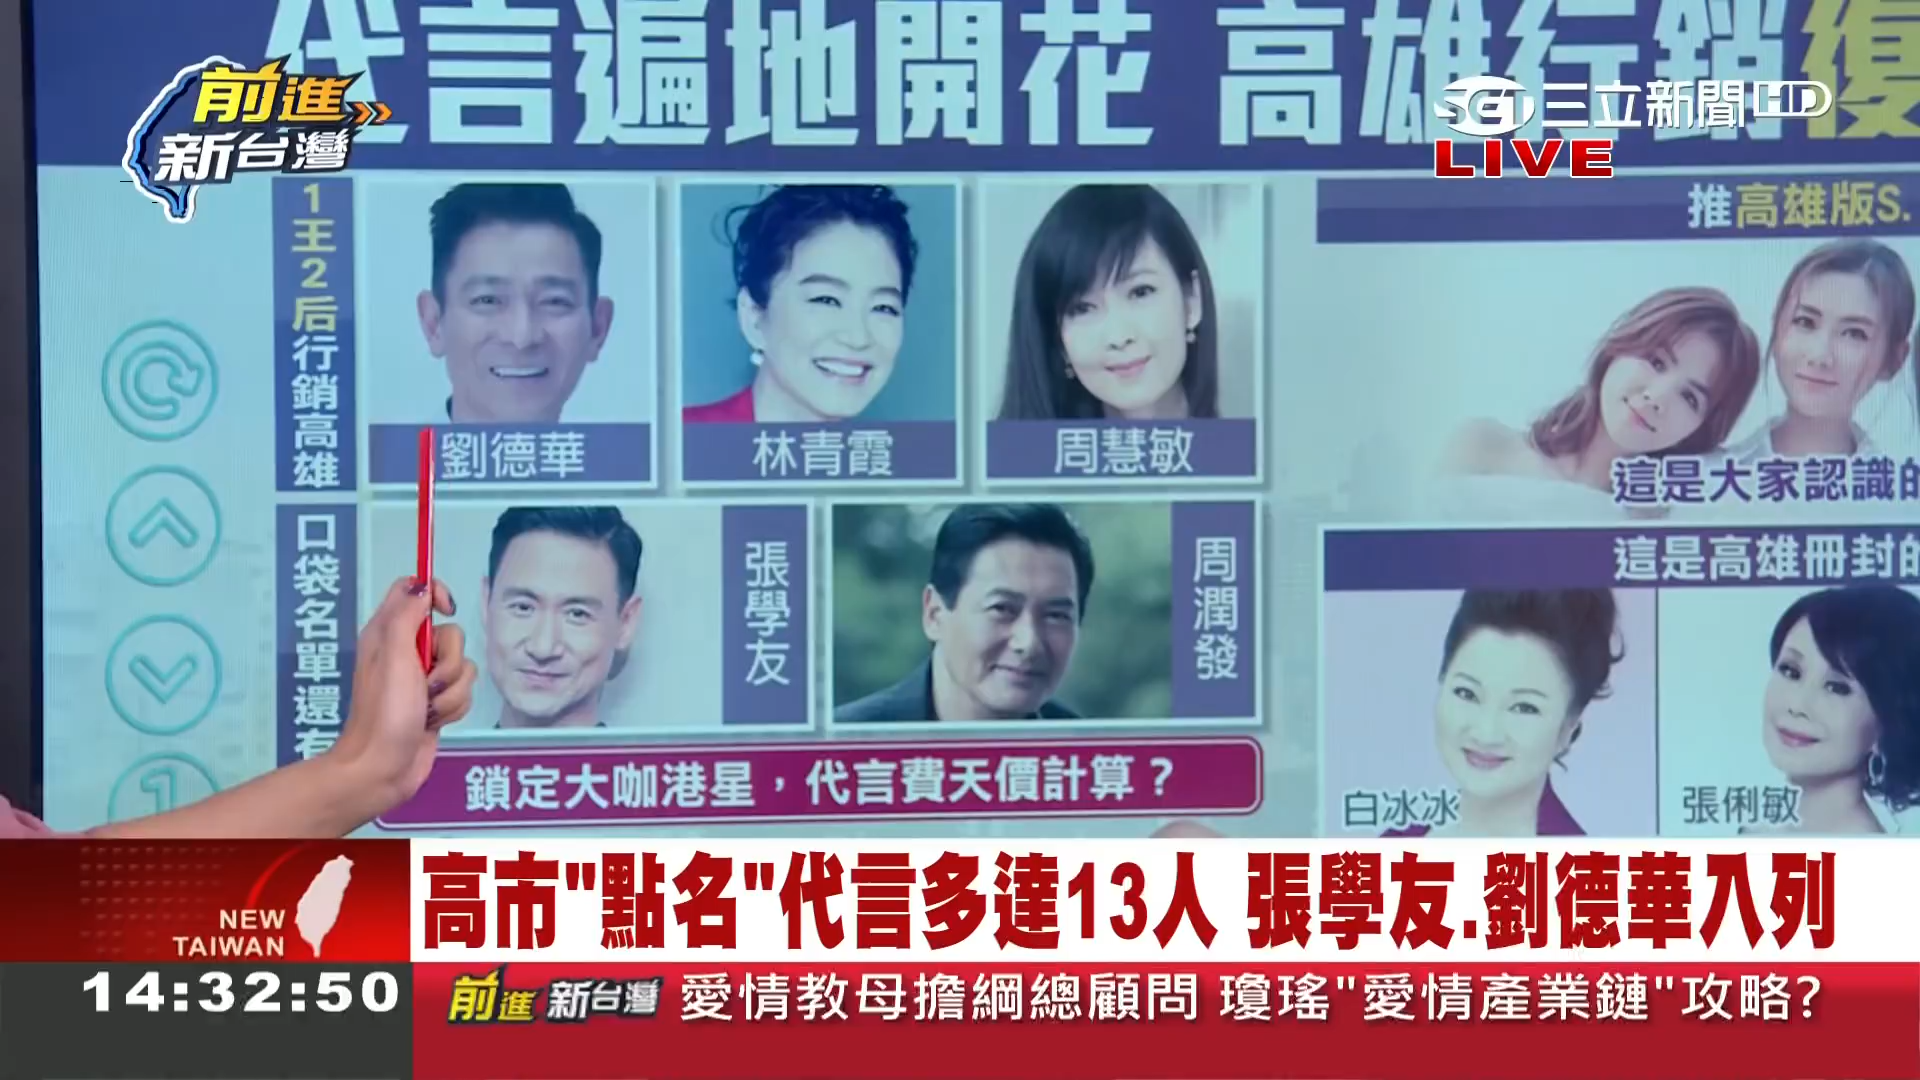 代言遍地開花 高雄行銷復
前進
新台灣
SET三立新聞HD
LIVE
1王2后行銷高雄
劉德華
林青霞
周慧敏
推高雄版S.
這是大家認識的
口袋名單還有
張學友
周潤發
這是高雄冊封的
白冰冰
張俐敏
1
鎖定大咖港星，代言費天價計算？
NEW
TAIWAN
高市"點名"代言多達13人 張學友.劉德華入列
14:32:50
前進新台灣 愛情教母擔綱總顧問 瓊瑤"愛情產業鏈"攻略?